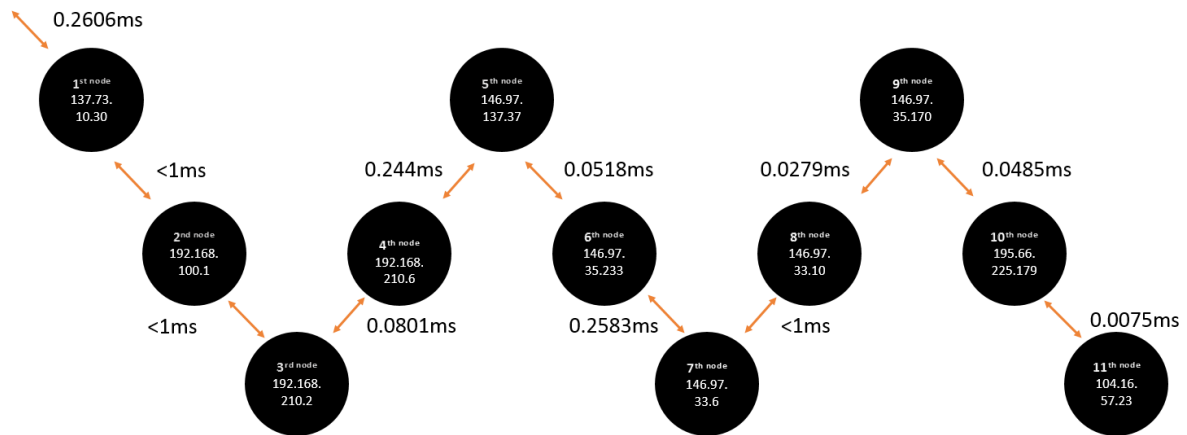 0.2606ms
1st node
137.73.
10.30
<1ms
2nd node
192.168.
100.1
<1ms
3rd node
192.168.
210.2
0.0801ms
4th node
192.168.
210.6
0.244ms
5th node
146.97.
137.37
0.0518ms
6th node
146.97.
35.233
0.2583ms
7th node
146.97.
33.6
<1ms
8th node
146.97.
33.10
0.0279ms
9th node
146.97.
35.170
0.0485ms
10th node
195.66.
225.179
0.0075ms
11th node
104.16.
57.23